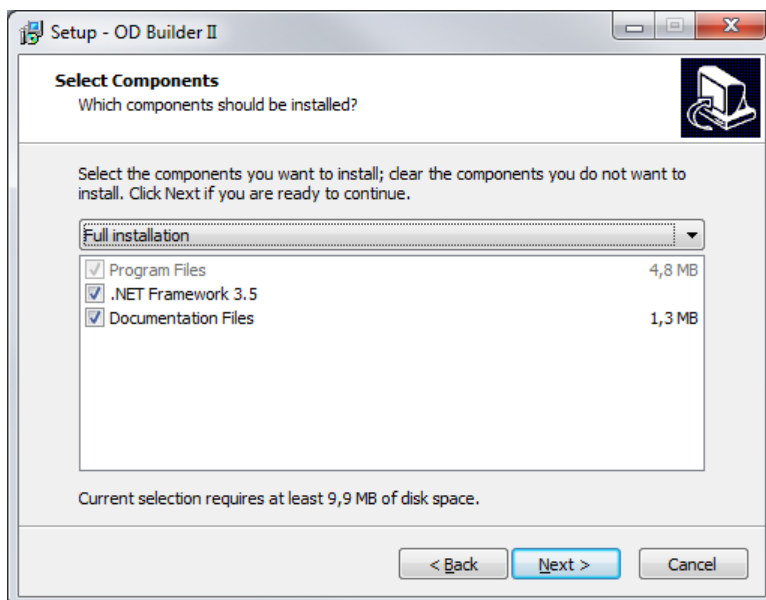 Setup - OD Builder II
Select Components
Which components should be installed?
Select the components you want to install; clear the components you do not want to
install. Click Next if you are ready to continue.
Full installation
Program Files 4,8 MB
.NET Framework 3.5
Documentation Files 1,3 MB
Current selection requires at least 9,9 MB of disk space.
< Back Next > Cancel